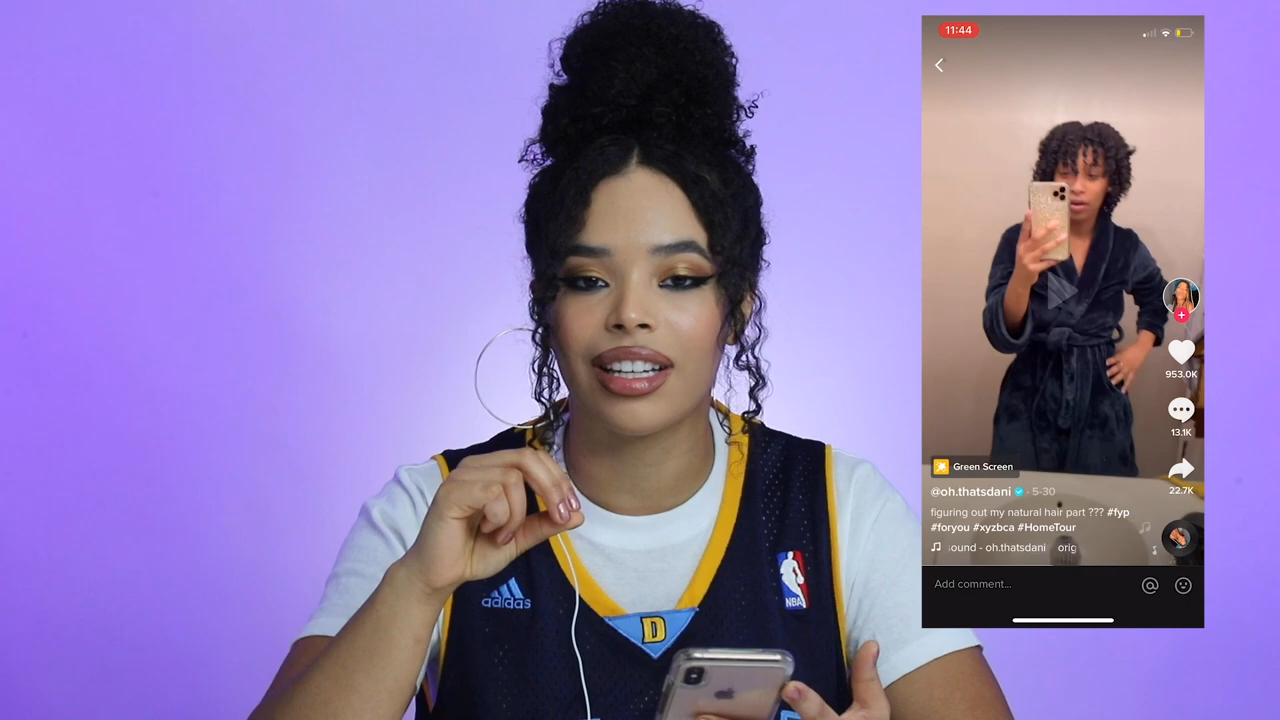 11:44
953.0K
13.1K
22.7K
Green Screen
@oh.thatsdani · 5-30
figuring out my natural hair part ??? #fyp
#foryou #xyzbca #HomeTour
ound - oh.thatsdani orig
Add comment...
adidas
NBA
D